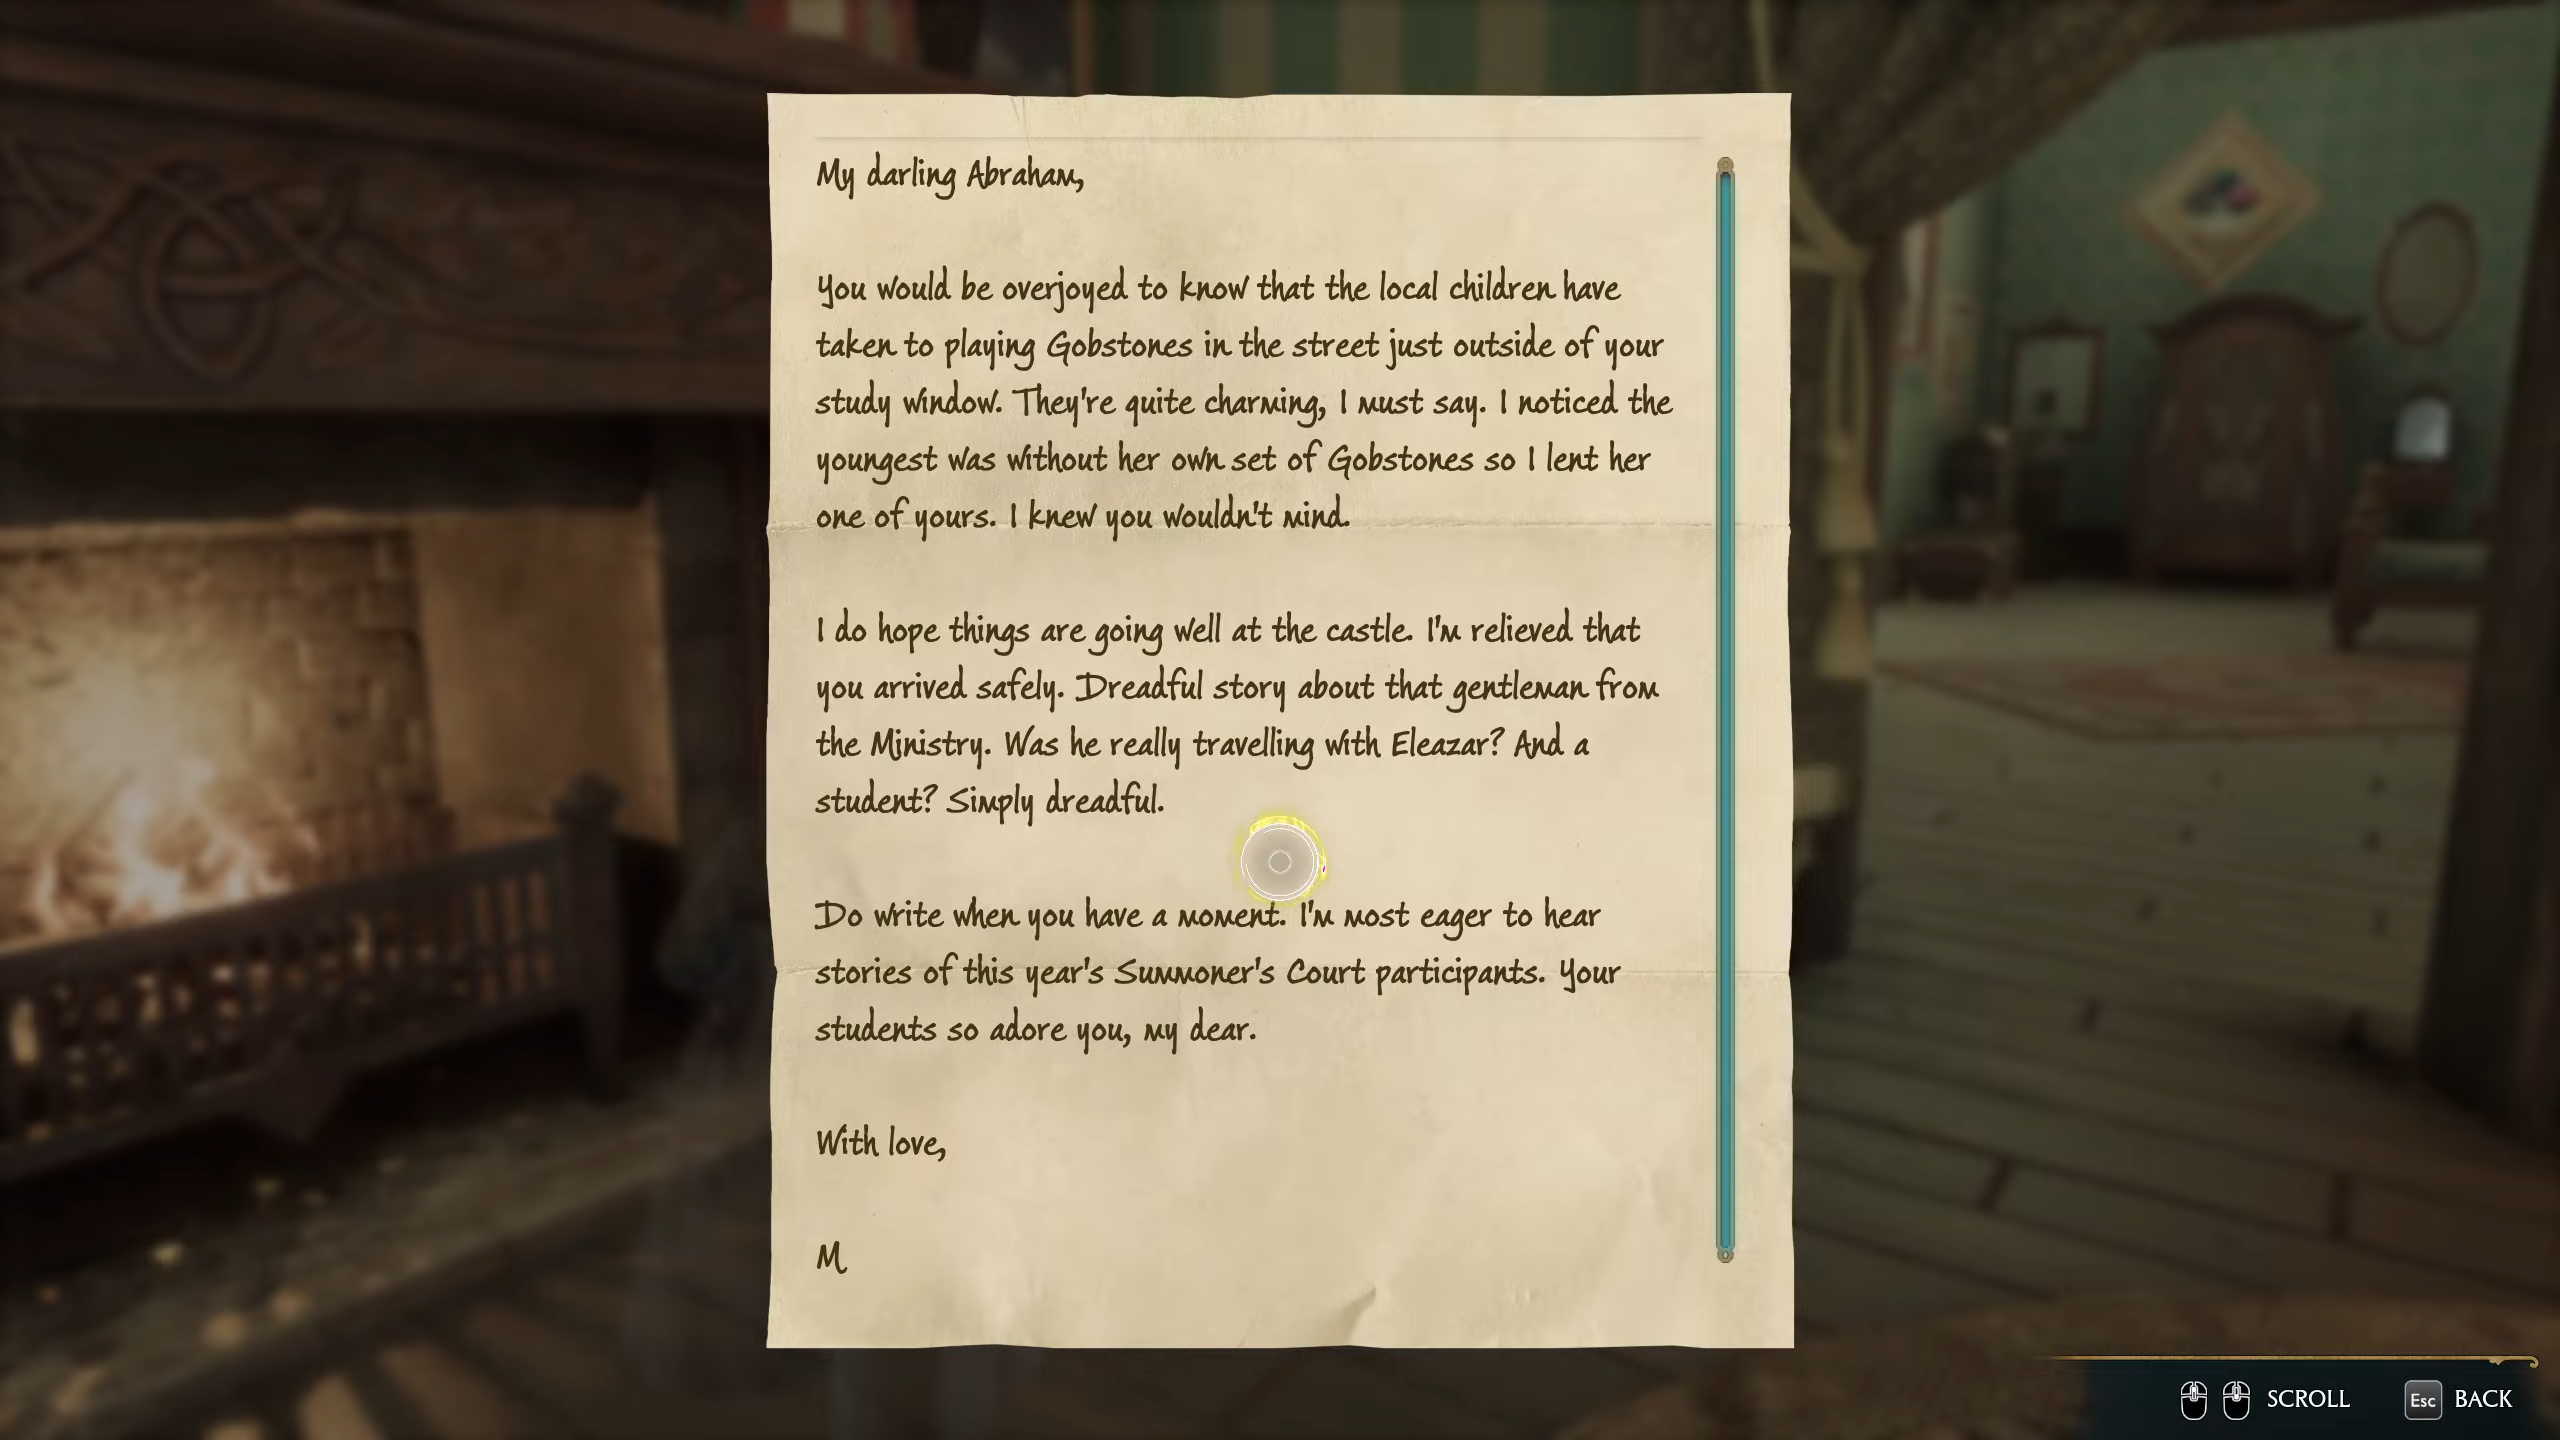 My darling Abraham,
You would be overjoyed to know that the local children have
taken to playing Gobstones in the street just outside of your
study window. They're quite charming, I must say. I noticed the
youngest was without her own set of Gobstones so I lent her
one of yours. I knew you wouldn't mind.
I do hope things are going well at the castle. I'm relieved that
you arrived safely. Dreadful story about that gentleman from
the Ministry. Was he really travelling with Eleazar? And a
student? Simply dreadful.
Do write when you have a moment. I'm most eager to hear
stories of this year's Summoner's Court participants. Your
students so adore you, my dear.
With love,
M
SCROLL
Esc BACK